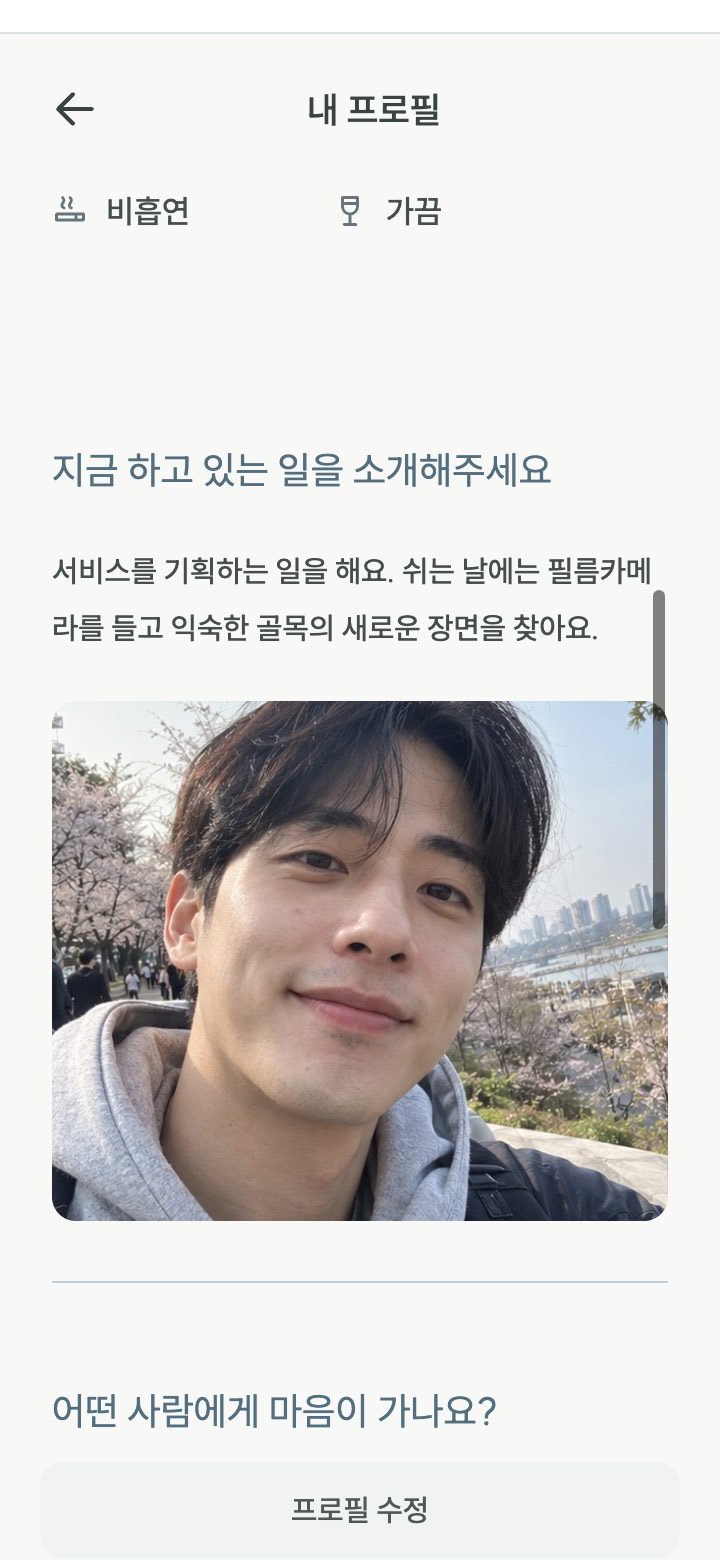 내 프로필
비흡연 가끔
지금 하고 있는 일을 소개해주세요
서비스를 기획하는 일을 해요. 쉬는 날에는 필름카메
라를 들고 익숙한 골목의 새로운 장면을 찾아요.
어떤 사람에게 마음이 가나요?
프로필 수정